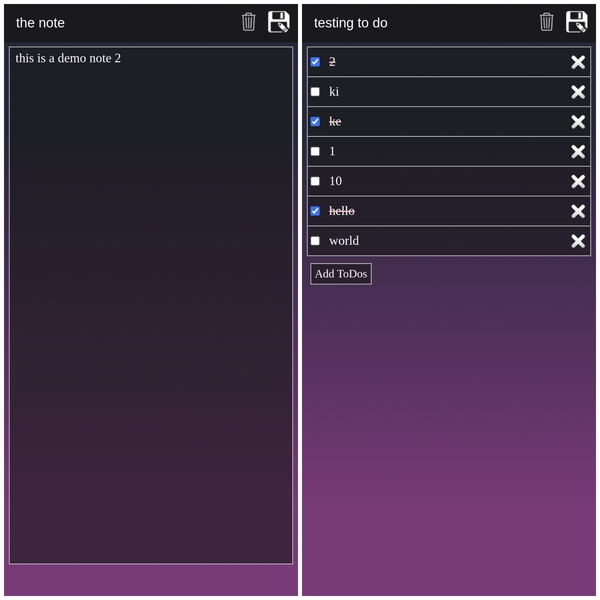 the note
this is a demo note 2
testing to do
2
ki
ke
1
10
hello
world
Add ToDos